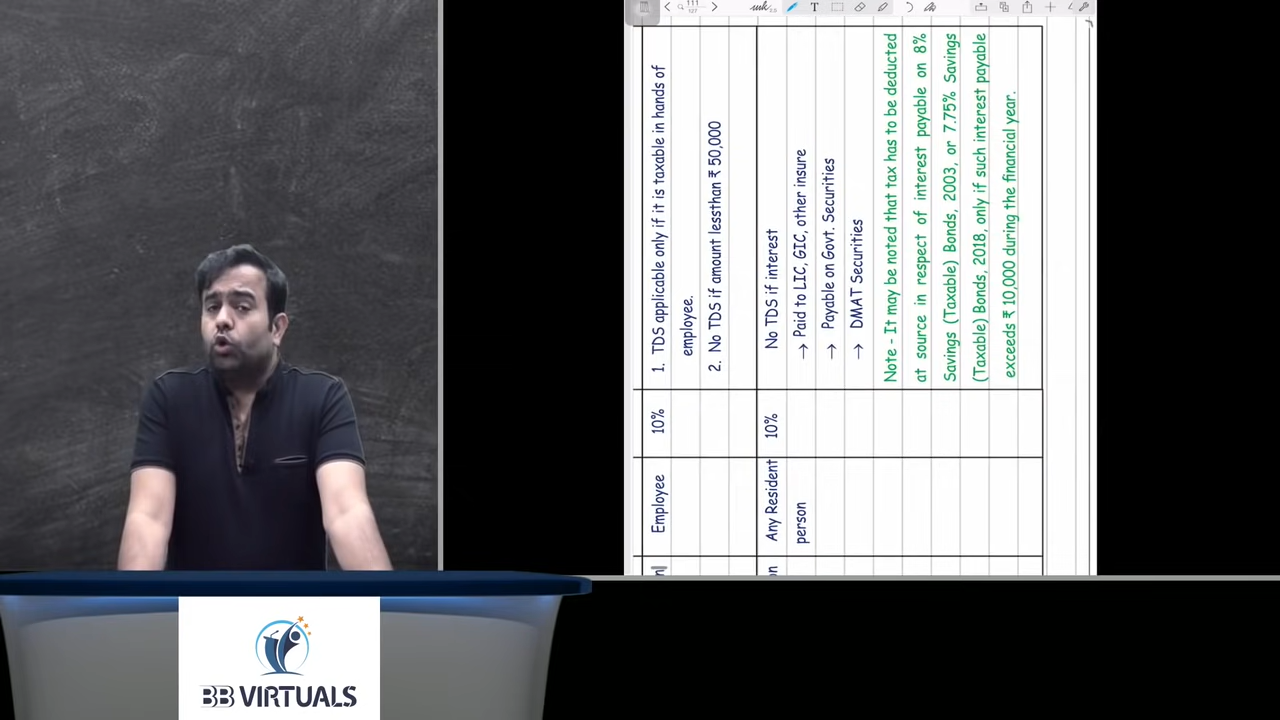 111
127
T
Employee
10%
1. TDS applicable only if it is taxable in hands of
employee.
2. No TDS if amount lessthan ₹ 50,000
Any Resident
person
10%
No TDS if interest
→ Paid to LIC, GIC, other insure
→ Payable on Govt. Securities
→ DMAT Securities
Note - It may be noted that tax has to be deducted
at source in respect of interest payable on 8%
Savings (Taxable) Bonds, 2003, or 7.75% Savings
(Taxable) Bonds, 2018, only if such interest payable
exceeds ₹ 10,000 during the financial year.
BB VIRTUALS